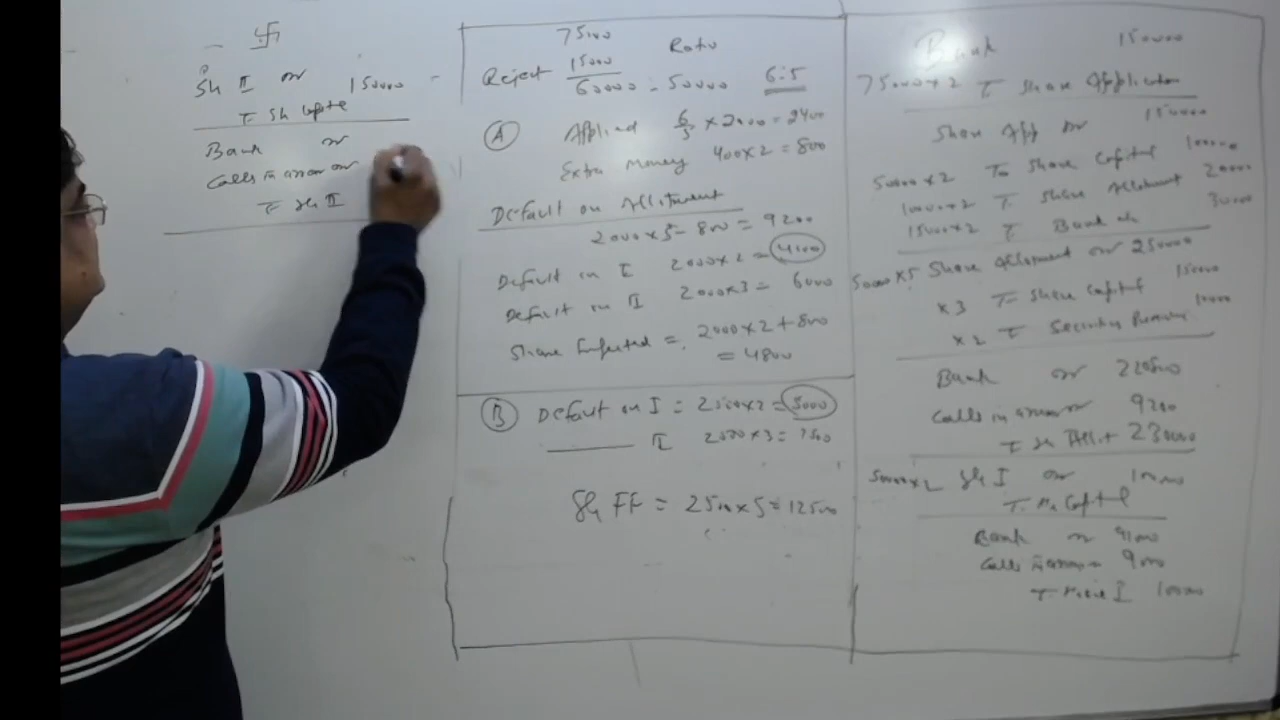 卐
Sh II Dr 150000
To Sh Capital
Bank Dr
Calls in arrear Dr
To Sh II
75000
Ratio
Reject 15000
60000 : 50000 6:5
A
Applied 6/5 × 2000 = 2400
Extra Money 400×2 = 800
Default on Allotment
2000×5 - 800 = 9200
Default in I 2000×2 = 4000
Default in II 2000×3 = 6000
Share Forfeited = 2000×2+800
= 4800
B Default on I = 2500×2 = 5000
II 2500×3 = 7500
Sh FF = 2500×5 = 12500
Bank 150000
75000×2 To Share Application
Share App Dr 150000
50000×2 To Share Capital 100000
10000×2 To Share Allotment 20000
15000×2 To Bank 30000
50000×5 Share Allotment Dr 250000
×3 To Share Capital 150000
×2 To Security Premium
Bank Dr 220800
Calls in arrear Dr 9200
To Sh Allot 230000
50000×2 Sh I Dr 100000
To Sh Capital
Bank Dr 91000
Calls in arrear 9000
To Share I 100000